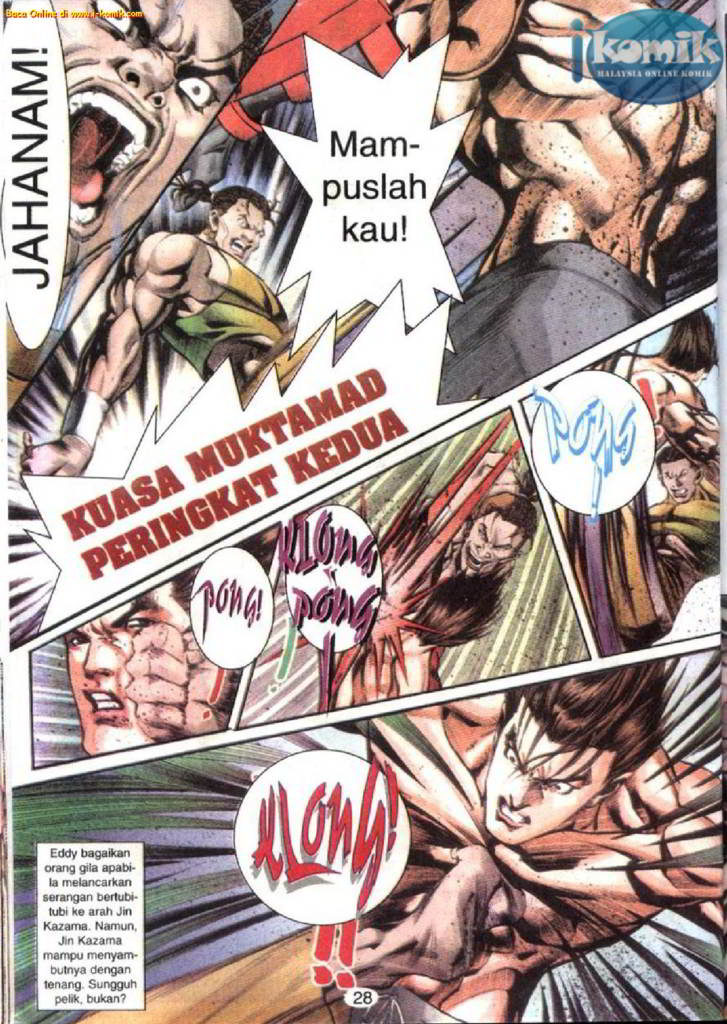 Baca Online di www.i-komik.com
ikomik
MALAYSIA ONLINE KOMIK
JAHANAM!
Mam-
puslah
kau!
KUASA MUKTAMAD
PERINGKAT KEDUA
PONG!
PONG!
KLONG
PONG!
KLONG!!
Eddy bagaikan
orang gila apabi-
la melancarkan
serangan bertubi-
tubi ke arah Jin
Kazama. Namun,
Jin Kazama
mampu menyam-
butnya dengan
tenang. Sungguh
pelik, bukan?
28